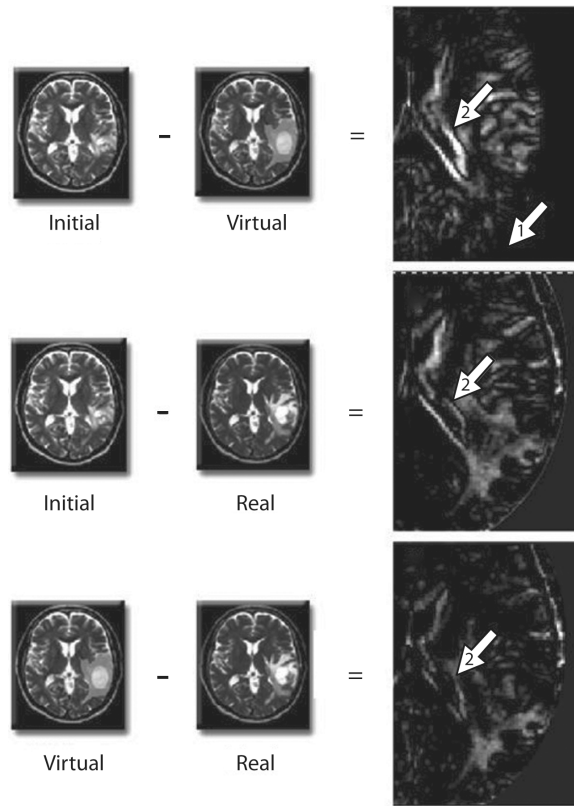 - =
2
1
Initial Virtual
- =
2
Initial Real
- =
2
Virtual Real